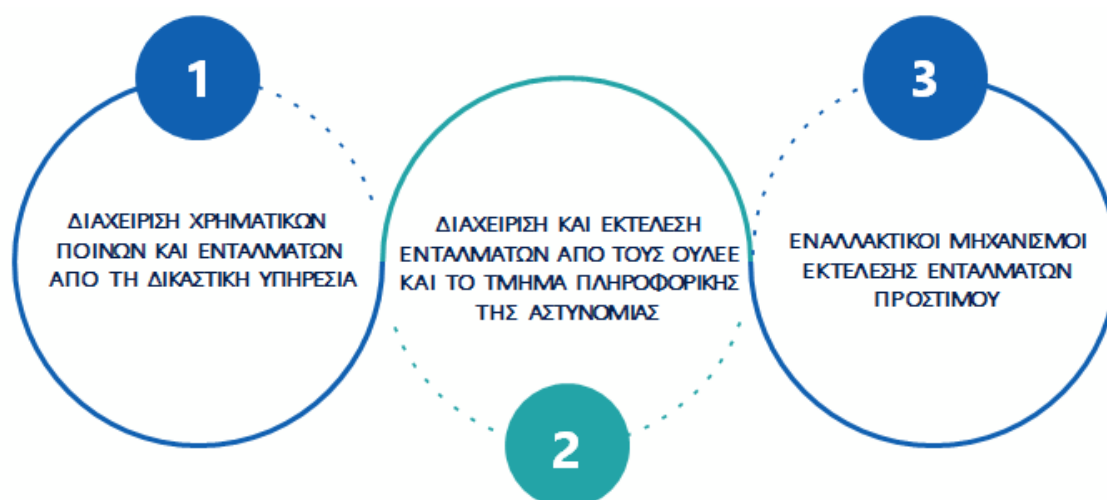 1
ΔΙΑΧΕΙΡΙΣΗ ΧΡΗΜΑΤΙΚΩΝ
ΠΟΙΝΩΝ ΚΑΙ ΕΝΤΑΛΜΑΤΩΝ
ΑΠΟ ΤΗ ΔΙΚΑΣΤΙΚΗ ΥΠΗΡΕΣΙΑ
ΔΙΑΧΕΙΡΙΣΗ ΚΑΙ ΕΚΤΕΛΕΣΗ
ΕΝΤΑΛΜΑΤΩΝ ΑΠΟ ΤΟΥΣ ΟΥΛΕΕ
ΚΑΙ ΤΟ ΤΜΗΜΑ ΠΛΗΡΟΦΟΡΙΚΗΣ
ΤΗΣ ΑΣΤΥΝΟΜΙΑΣ
2
3
ΕΝΑΛΛΑΚΤΙΚΟΙ ΜΗΧΑΝΙΣΜΟΙ
ΕΚΤΕΛΕΣΗΣ ΕΝΤΑΛΜΑΤΩΝ
ΠΡΟΣΤΙΜΟΥ